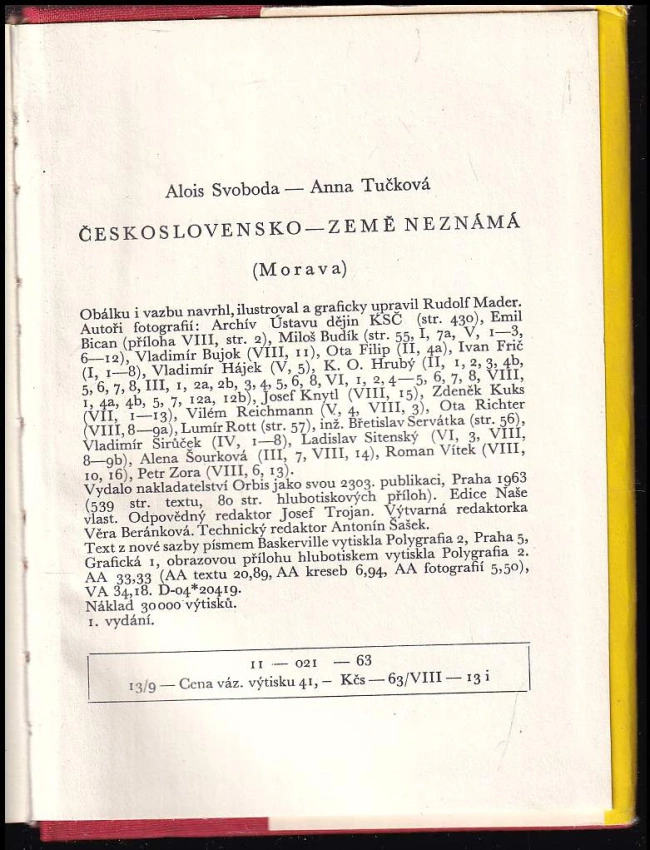 Alois Svoboda — Anna Tučková
ČESKOSLOVENSKO—ZEMĚ NEZNÁMÁ
(Morava)
Obálku i vazbu navrhl, ilustroval a graficky upravil Rudolf Mader.
Autoři fotografií: Archív Ústavu dějin KSČ (str. 430), Emil
Bican (příloha VIII, str. 2), Miloš Budík (str. 55, I, 7a, V, 1—3,
6—12), Vladimír Bujok (VIII, 11), Ota Filip (II, 4a), Ivan Frič
(I, 1—8), Vladimír Hájek (V, 5), K. O. Hrubý (II, 1, 2, 3, 4b,
5, 6, 7, 8, III, 1, 2a, 2b, 3, 4, 5, 6, 8, VI, 1, 2, 4—5, 6, 7, 8, VIII,
1, 4a, 4b, 5, 7, 12a, 12b), Josef Knytl (VIII, 15), Zdeněk Kuks
(VII, 1—13), Vilém Reichmann (V, 4, VIII, 3), Ota Richter
(VIII, 8—9a), Lumír Rott (str. 57), inž. Břetislav Servátka (str. 56),
Vladimír Sirůček (IV, 1—8), Ladislav Sitenský (VI, 3, VIII,
8—9b), Alena Šourková (III, 7, VIII, 14), Roman Vítek (VIII,
10, 16), Petr Zora (VIII, 6, 13).
Vydalo nakladatelství Orbis jako svou 2303. publikaci, Praha 1963
(539 str. textu, 80 str. hlubotiskových příloh). Edice Naše
vlast. Odpovědný redaktor Josef Trojan. Výtvarná redaktorka
Věra Beránková. Technický redaktor Antonín Šašek.
Text z nové sazby písmem Baskerville vytiskla Polygrafia 2, Praha 5,
Grafická 1, obrazovou přílohu hlubotiskem vytiskla Polygrafia 2.
AA 33,33 (AA textu 20,89, AA kreseb 6,94, AA fotografií 5,50),
VA 34,18. D-04*20419.
Náklad 30 000 výtisků.
1. vydání.
11 — 021 — 63
13/9 — Cena váz. výtisku 41,– Kčs — 63/VIII — 13 i